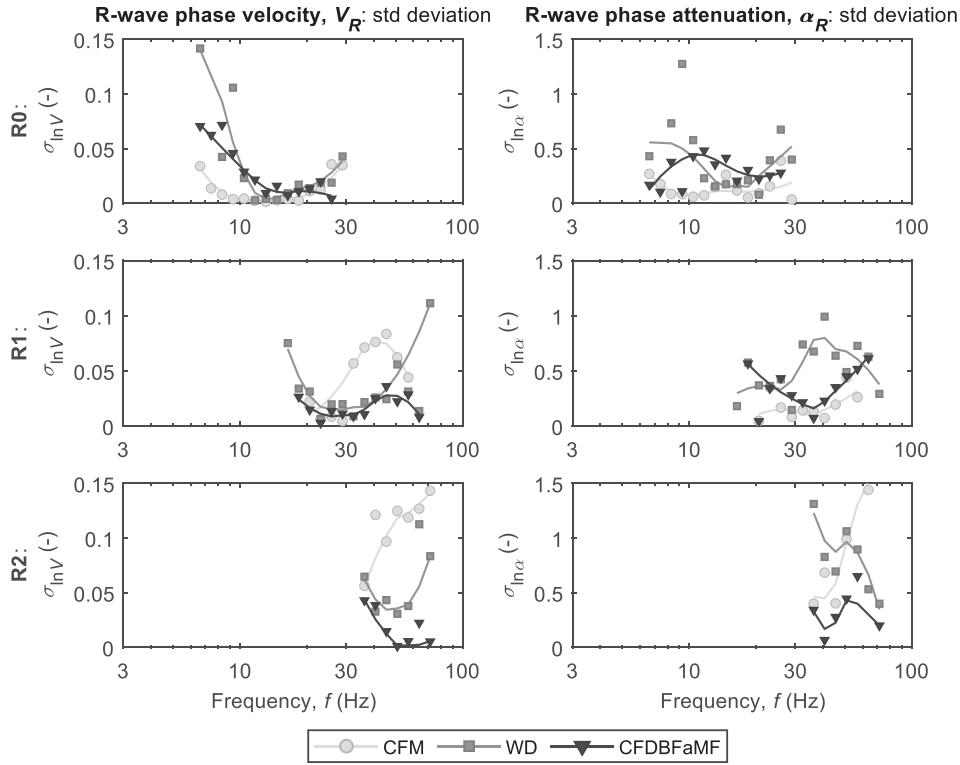 R-wave phase velocity, V_R: std deviation
R-wave phase attenuation, α_R: std deviation
R0:
σ_lnV (-)
0.15
0.1
0.05
0
3 10 30 100
σ_lnα (-)
1.5
1
0.5
0
3 10 30 100
R1:
σ_lnV (-)
0.15
0.1
0.05
0
3 10 30 100
σ_lnα (-)
1.5
1
0.5
0
3 10 30 100
R2:
σ_lnV (-)
0.15
0.1
0.05
0
3 10 30 100
Frequency, f (Hz)
σ_lnα (-)
1.5
1
0.5
0
3 10 30 100
Frequency, f (Hz)
CFM WD CFDBFaMF